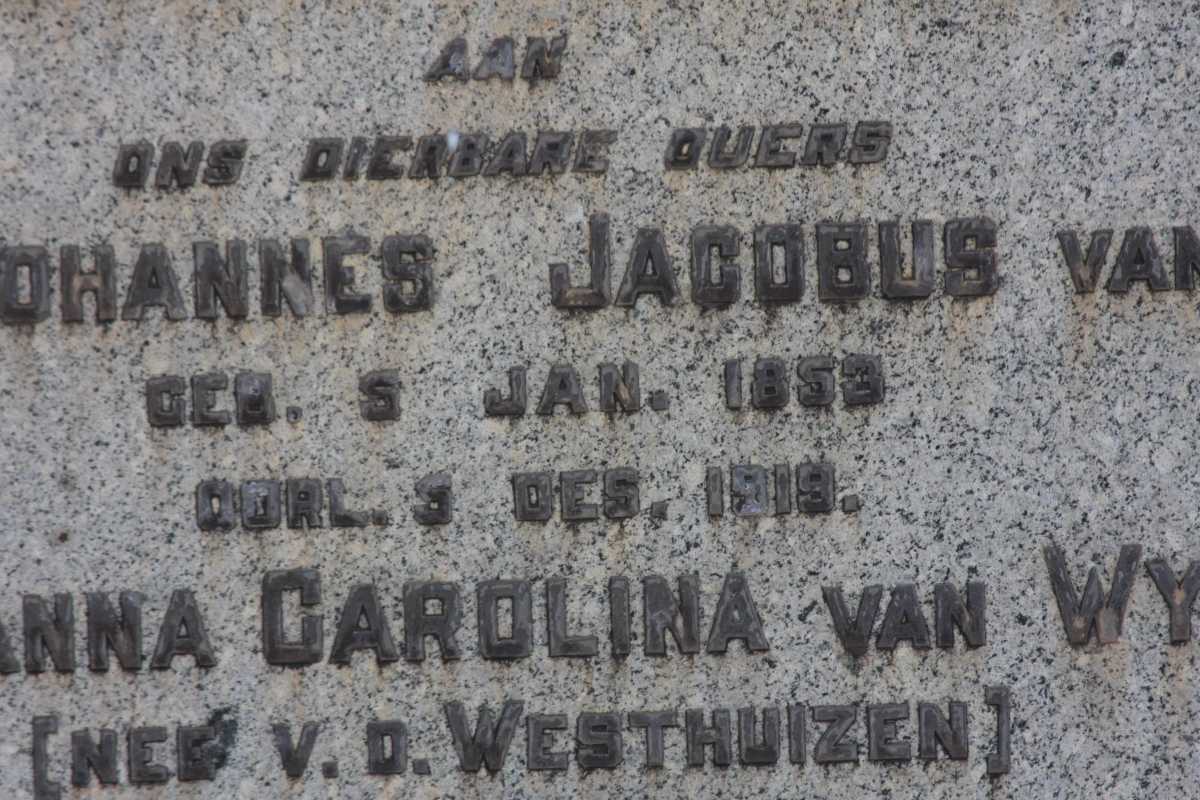 AAN
ONS DIERBARE OUERS
OHANNES JACOBUS VAN
GEB. 5 JAN. 1853
OORL. 5 DES. 1919.
NNA CAROLINA VAN WY
[NEE V. D. WESTHUIZEN]